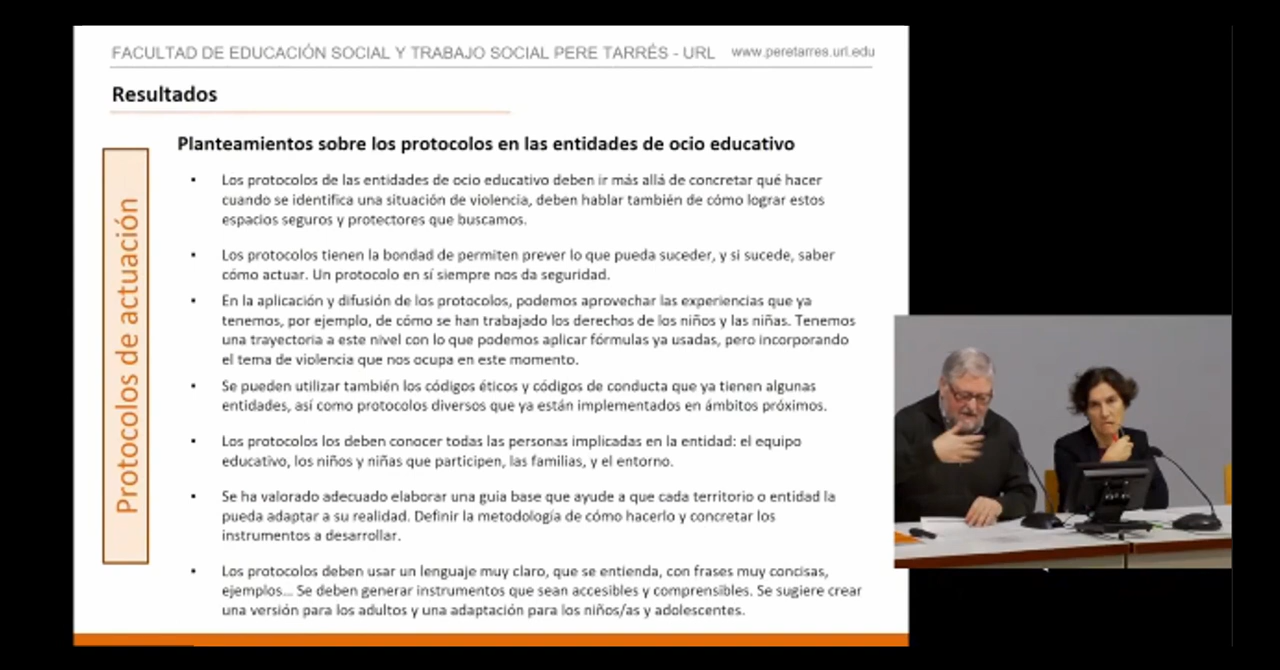 FACULTAD DE EDUCACIÓN SOCIAL Y TRABAJO SOCIAL PERE TARRÉS - URL www.peretarres.url.edu
Resultados
Protocolos de actuación
Planteamientos sobre los protocolos en las entidades de ocio educativo
• Los protocolos de las entidades de ocio educativo deben ir más allá de concretar qué hacer
cuando se identifica una situación de violencia, deben hablar también de cómo lograr estos
espacios seguros y protectores que buscamos.
• Los protocolos tienen la bondad de permiten prever lo que pueda suceder, y si sucede, saber
cómo actuar. Un protocolo en sí siempre nos da seguridad.
• En la aplicación y difusión de los protocolos, podemos aprovechar las experiencias que ya
tenemos, por ejemplo, de cómo se han trabajado los derechos de los niños y las niñas. Tenemos
una trayectoria a este nivel con lo que podemos aplicar fórmulas ya usadas, pero incorporando
el tema de violencia que nos ocupa en este momento.
• Se pueden utilizar también los códigos éticos y códigos de conducta que ya tienen algunas
entidades, así como protocolos diversos que ya están implementados en ámbitos próximos.
• Los protocolos los deben conocer todas las personas implicadas en la entidad: el equipo
educativo, los niños y niñas que participen, las familias, y el entorno.
• Se ha valorado adecuado elaborar una guia base que ayude a que cada territorio o entidad la
pueda adaptar a su realidad. Definir la metodología de cómo hacerlo y concretar los
instrumentos a desarrollar.
• Los protocolos deben usar un lenguaje muy claro, que se entienda, con frases muy concisas,
ejemplos... Se deben generar instrumentos que sean accesibles y comprensibles. Se sugiere crear
una versión para los adultos y una adaptación para los niños/as y adolescentes.